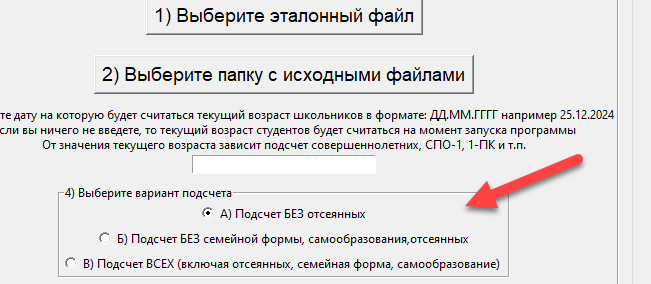 1) Выберите эталонный файл
2) Выберите папку с исходными файлами
дату на которую будет считаться текущий возраст школьников в формате: ДД.ММ.ГГГГ например 25.12.2024
вы ничего не введете, то текущий возраст студентов будет считаться на момент запуска программы
От значения текущего возраста зависит подсчет совершеннолетних, СПО-1, 1-ПК и т.п.
4) Выберите вариант подсчета
А) Подсчет БЕЗ отсеянных
Б) Подсчет БЕЗ семейной формы, самообразования,отсеянных
В) Подсчет ВСЕХ (включая отсеянных, семейная форма, самообразование)